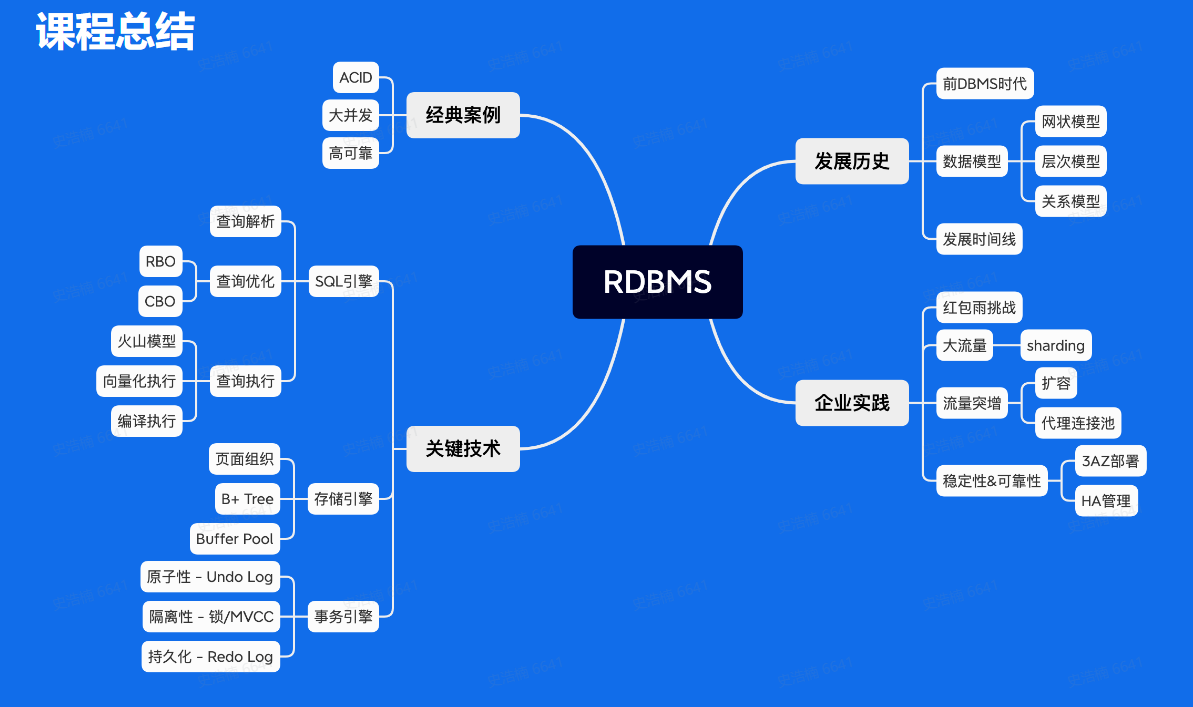 课程总结
经典案例
ACID
大并发
高可靠
RDBMS
发展历史
前DBMS时代
数据模型
网状模型
层次模型
关系模型
发展时间线
企业实践
红包雨挑战
大流量
sharding
流量突增
扩容
代理连接池
稳定性&可靠性
3AZ部署
HA管理
关键技术
SQL引擎
查询解析
查询优化
RBO
CBO
查询执行
火山模型
向量化执行
编译执行
存储引擎
页面组织
B+ Tree
Buffer Pool
事务引擎
原子性 – Undo Log
隔离性 – 锁/MVCC
持久化 – Redo Log